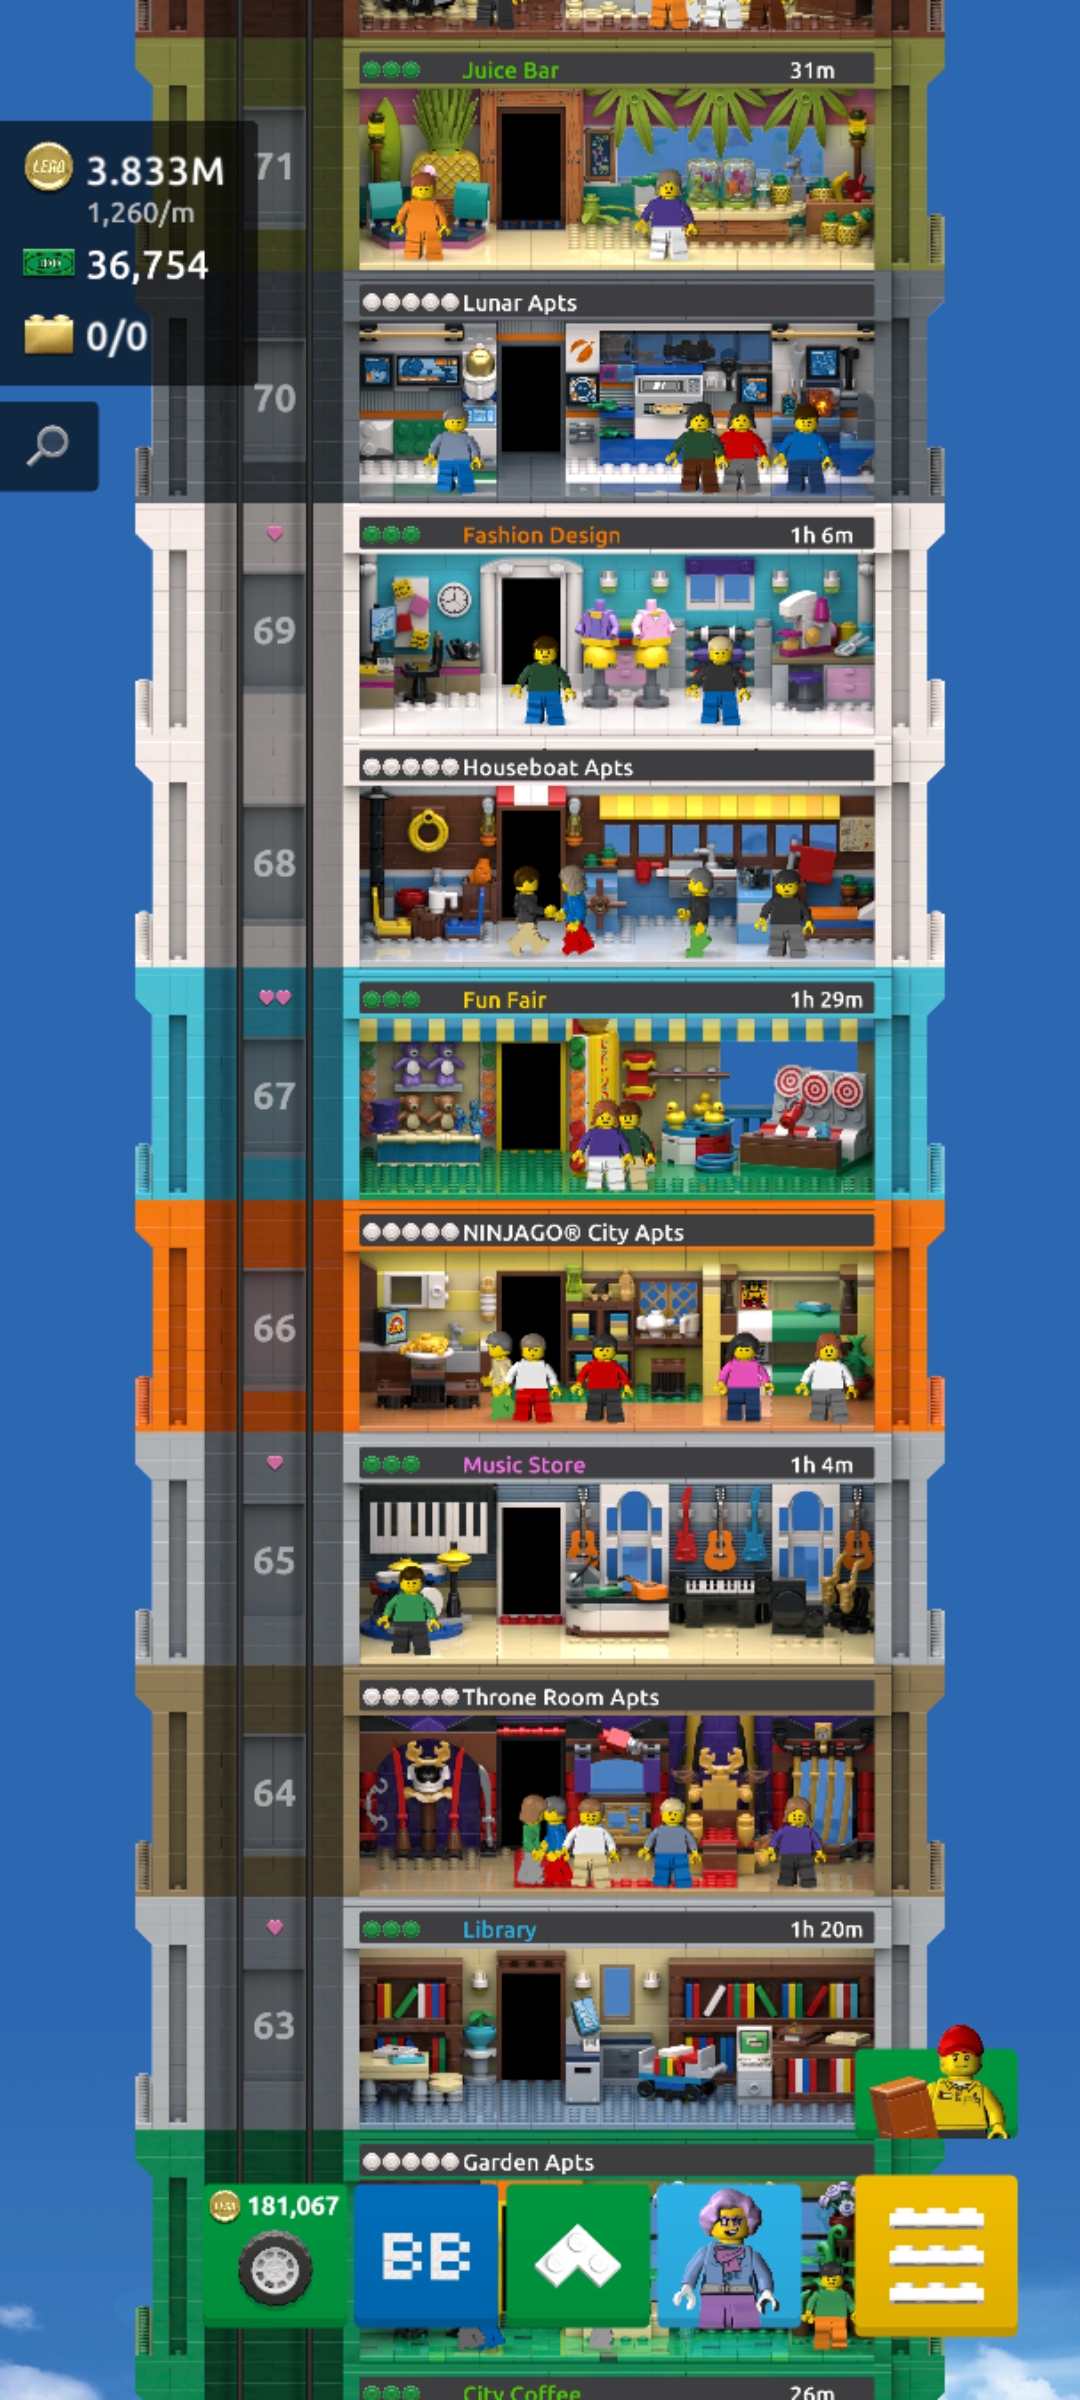 Juice Bar 31m
71
LEGO 3.833M
1,260/m
36,754
0/0
Lunar Apts
70
Fashion Design 1h 6m
69
Houseboat Apts
68
Fun Fair 1h 29m
67
NINJAGO® City Apts
66
Music Store 1h 4m
65
Throne Room Apts
64
Library 1h 20m
63
Garden Apts
181,067
BB
City Coffee 26m